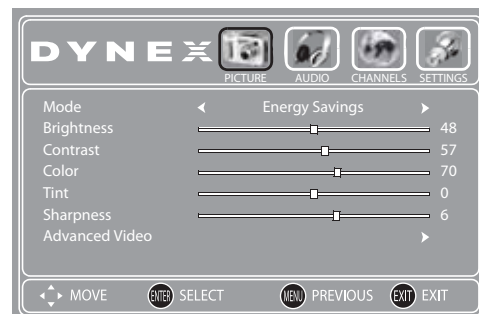 DYNEX
PICTURE AUDIO CHANNELS SETTINGS
Mode Energy Savings
Brightness 48
Contrast 57
Color 70
Tint 0
Sharpness 6
Advanced Video
MOVE ENTER SELECT MENU PREVIOUS EXIT EXIT